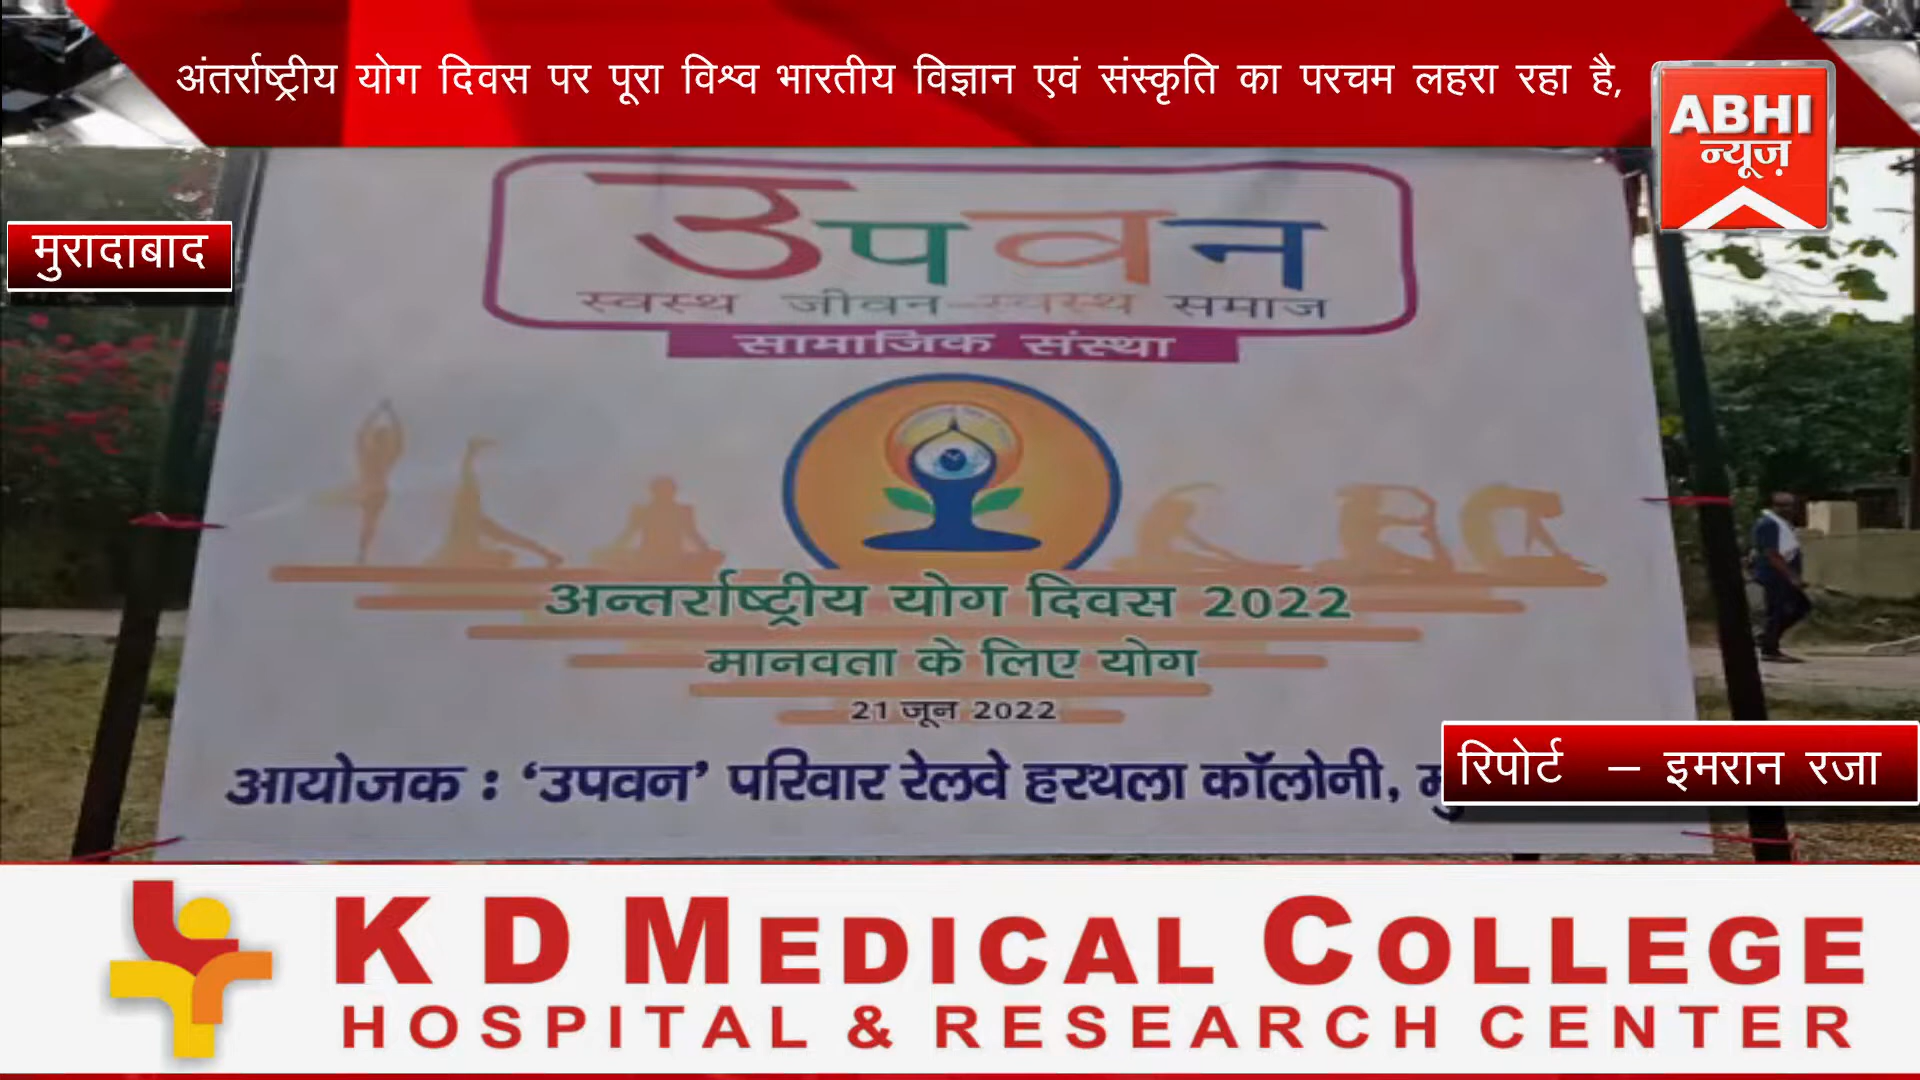 अंतर्राष्ट्रीय योग दिवस पर पूरा विश्व भारतीय विज्ञान एवं संस्कृति का परचम लहरा रहा है,
ABHI
न्यूज़
मुरादाबाद
उपवन
स्वस्थ जीवन-स्वस्थ समाज
सामाजिक संस्था
अन्तर्राष्ट्रीय योग दिवस 2022
मानवता के लिए योग
21 जून 2022
आयोजक : ‘उपवन’ परिवार रेलवे हरथला कॉलोनी,
रिपोर्ट – इमरान रजा
K D MEDICAL COLLEGE
HOSPITAL & RESEARCH CENTER